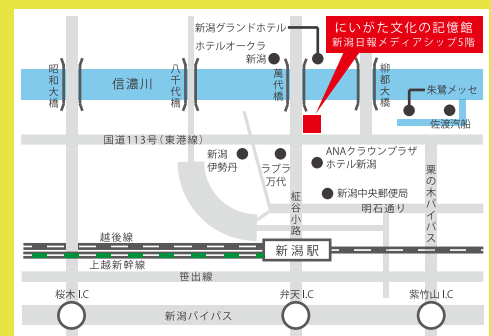 新潟グランドホテル
ホテルオークラ
新潟
にいがた文化の記憶館
新潟日報メディアシップ5階
昭和大橋
信濃川
八千代橋
萬代橋
柳都大橋
朱鷺メッセ
佐渡汽船
国道113号(東港線)
新潟
伊勢丹
ラブラ
万代
ANAクラウンプラザ
ホテル新潟
新潟中央郵便局
柾谷小路
明石通り
栗の木バイパス
越後線
新潟駅
上越新幹線
笹出線
桜木I.C
弁天I.C
紫竹山I.C
新潟バイパス